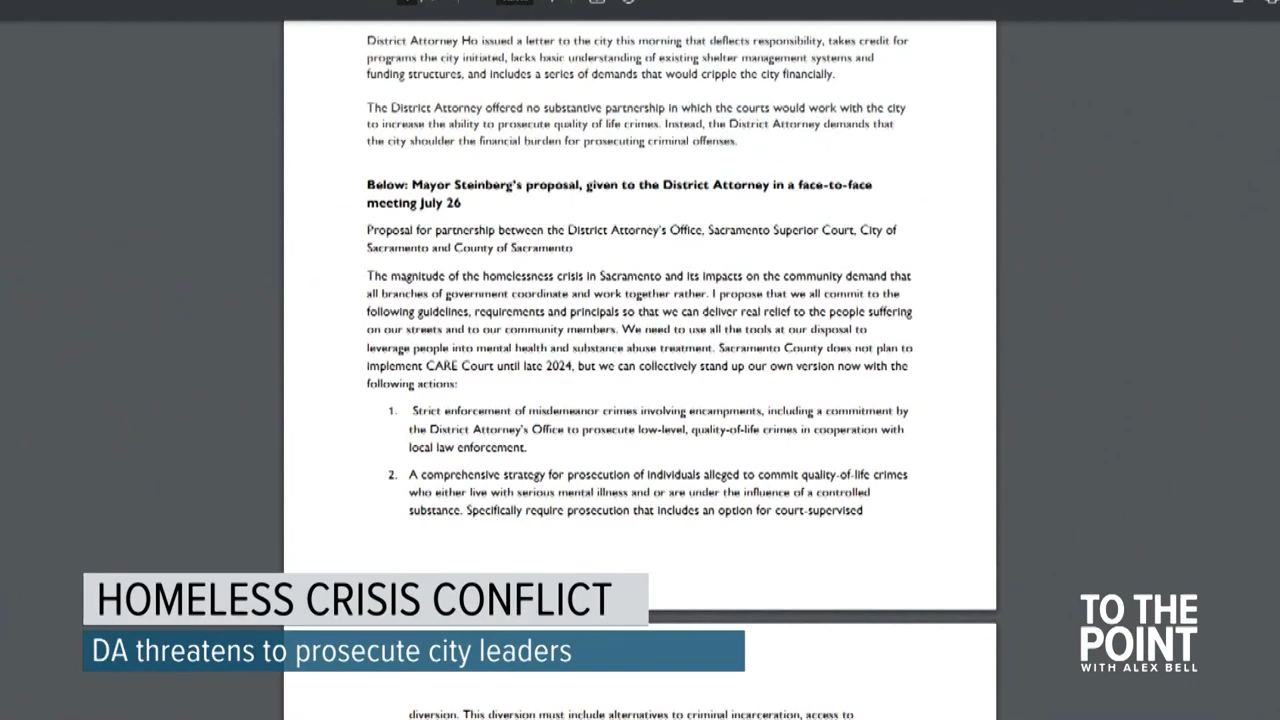 District Attorney Ho issued a letter to the city this morning that deflects responsibility, takes credit for
programs the city initiated, lacks basic understanding of existing shelter management systems and
funding structures, and includes a series of demands that would cripple the city financially.
The District Attorney offered no substantive partnership in which the courts would work with the city
to increase the ability to prosecute quality of life crimes. Instead, the District Attorney demands that
the city shoulder the financial burden for prosecuting criminal offenses.
Below: Mayor Steinberg's proposal, given to the District Attorney in a face-to-face
meeting July 26
Proposal for partnership between the District Attorney's Office, Sacramento Superior Court, City of
Sacramento and County of Sacramento
The magnitude of the homelessness crisis in Sacramento and its impacts on the community demand that
all branches of government coordinate and work together rather. I propose that we all commit to the
following guidelines, requirements and principals so that we can deliver real relief to the people suffering
on our streets and to our community members. We need to use all the tools at our disposal to
leverage people into mental health and substance abuse treatment. Sacramento County does not plan to
implement CARE Court until late 2024, but we can collectively stand up our own version now with the
following actions:
1. Strict enforcement of misdemeanor crimes involving encampments, including a commitment by
the District Attorney's Office to prosecute low-level, quality-of-life crimes in cooperation with
local law enforcement.
2. A comprehensive strategy for prosecution of individuals alleged to commit quality-of-life crimes
who either live with serious mental illness and or are under the influence of a controlled
substance. Specifically require prosecution that includes an option for court-supervised
HOMELESS CRISIS CONFLICT
DA threatens to prosecute city leaders
TO THE
POINT
WITH ALEX BELL
diversion. This diversion must include alternatives to criminal incarceration, access to